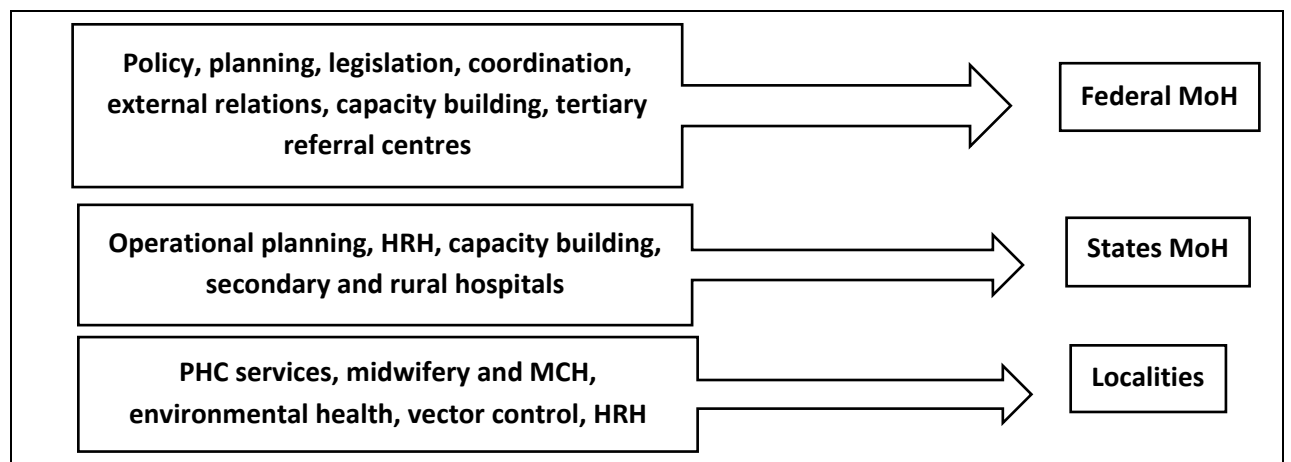 Policy, planning, legislation, coordination,
external relations, capacity building, tertiary
referral centres
Federal MoH
Operational planning, HRH, capacity building,
secondary and rural hospitals
States MoH
PHC services, midwifery and MCH,
environmental health, vector control, HRH
Localities